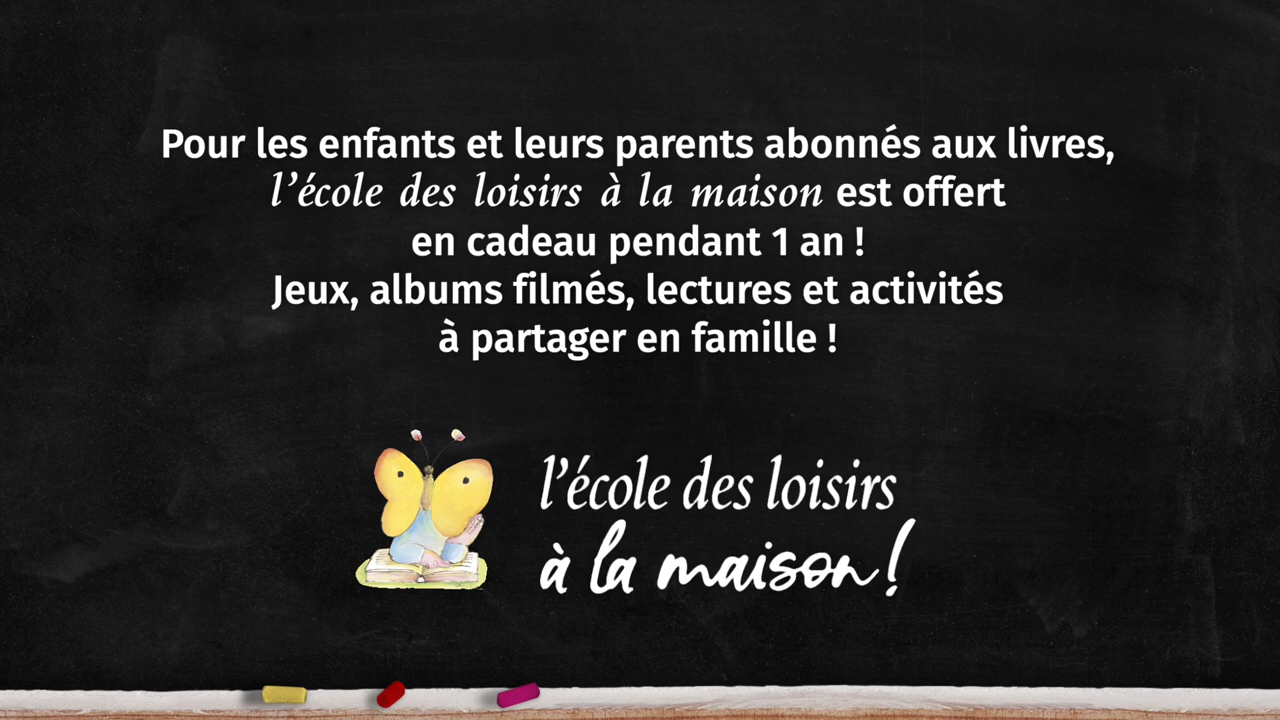 Pour les enfants et leurs parents abonnés aux livres,
l’école des loisirs à la maison est offert
en cadeau pendant 1 an !
Jeux, albums filmés, lectures et activités
à partager en famille !
l’école des loisirs
à la maison !